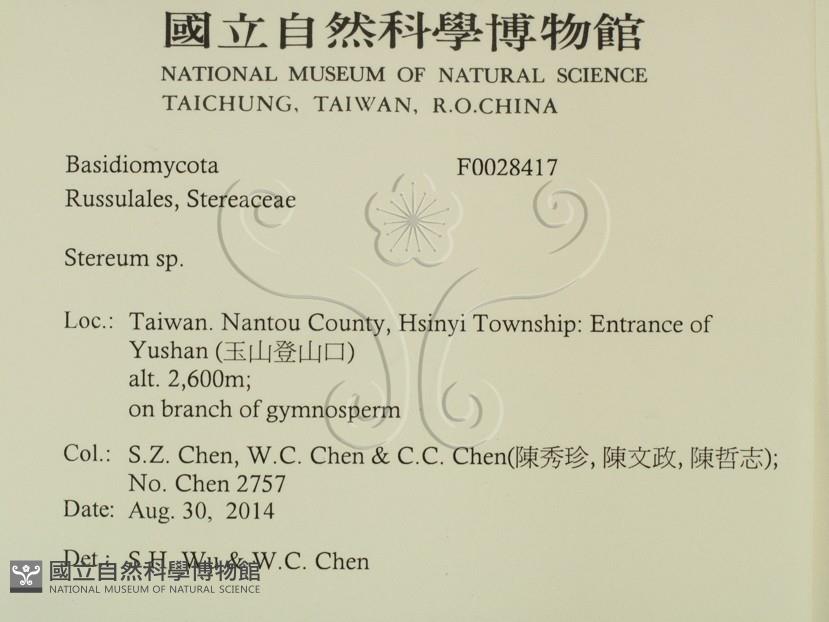 國立自然科學博物館
NATIONAL MUSEUM OF NATURAL SCIENCE
TAICHUNG, TAIWAN, R.O.CHINA
Basidiomycota F0028417
Russulales, Stereaceae
Stereum sp.
Loc.: Taiwan. Nantou County, Hsinyi Township: Entrance of
Yushan (玉山登山口)
alt. 2,600m;
on branch of gymnosperm
Col.: S.Z. Chen, W.C. Chen & C.C. Chen(陳秀珍, 陳文政, 陳哲志);
No. Chen 2757
Date: Aug. 30, 2014
Det.: S.H. Wu & W.C. Chen
國立自然科學博物館
NATIONAL MUSEUM OF NATURAL SCIENCE